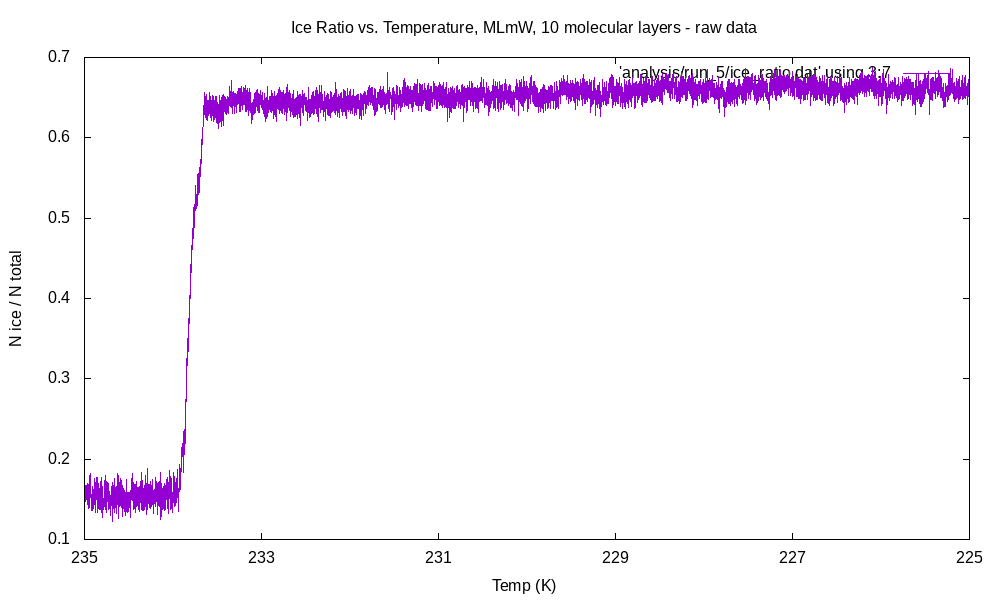 Ice Ratio vs. Temperature, MLmW, 10 molecular layers - raw data
'analysis/run_5/ice_ratio.dat' using 3:7
0.7
0.6
0.5
0.4
0.3
0.2
0.1
N ice / N total
235 233 231 229 227 225
Temp (K)